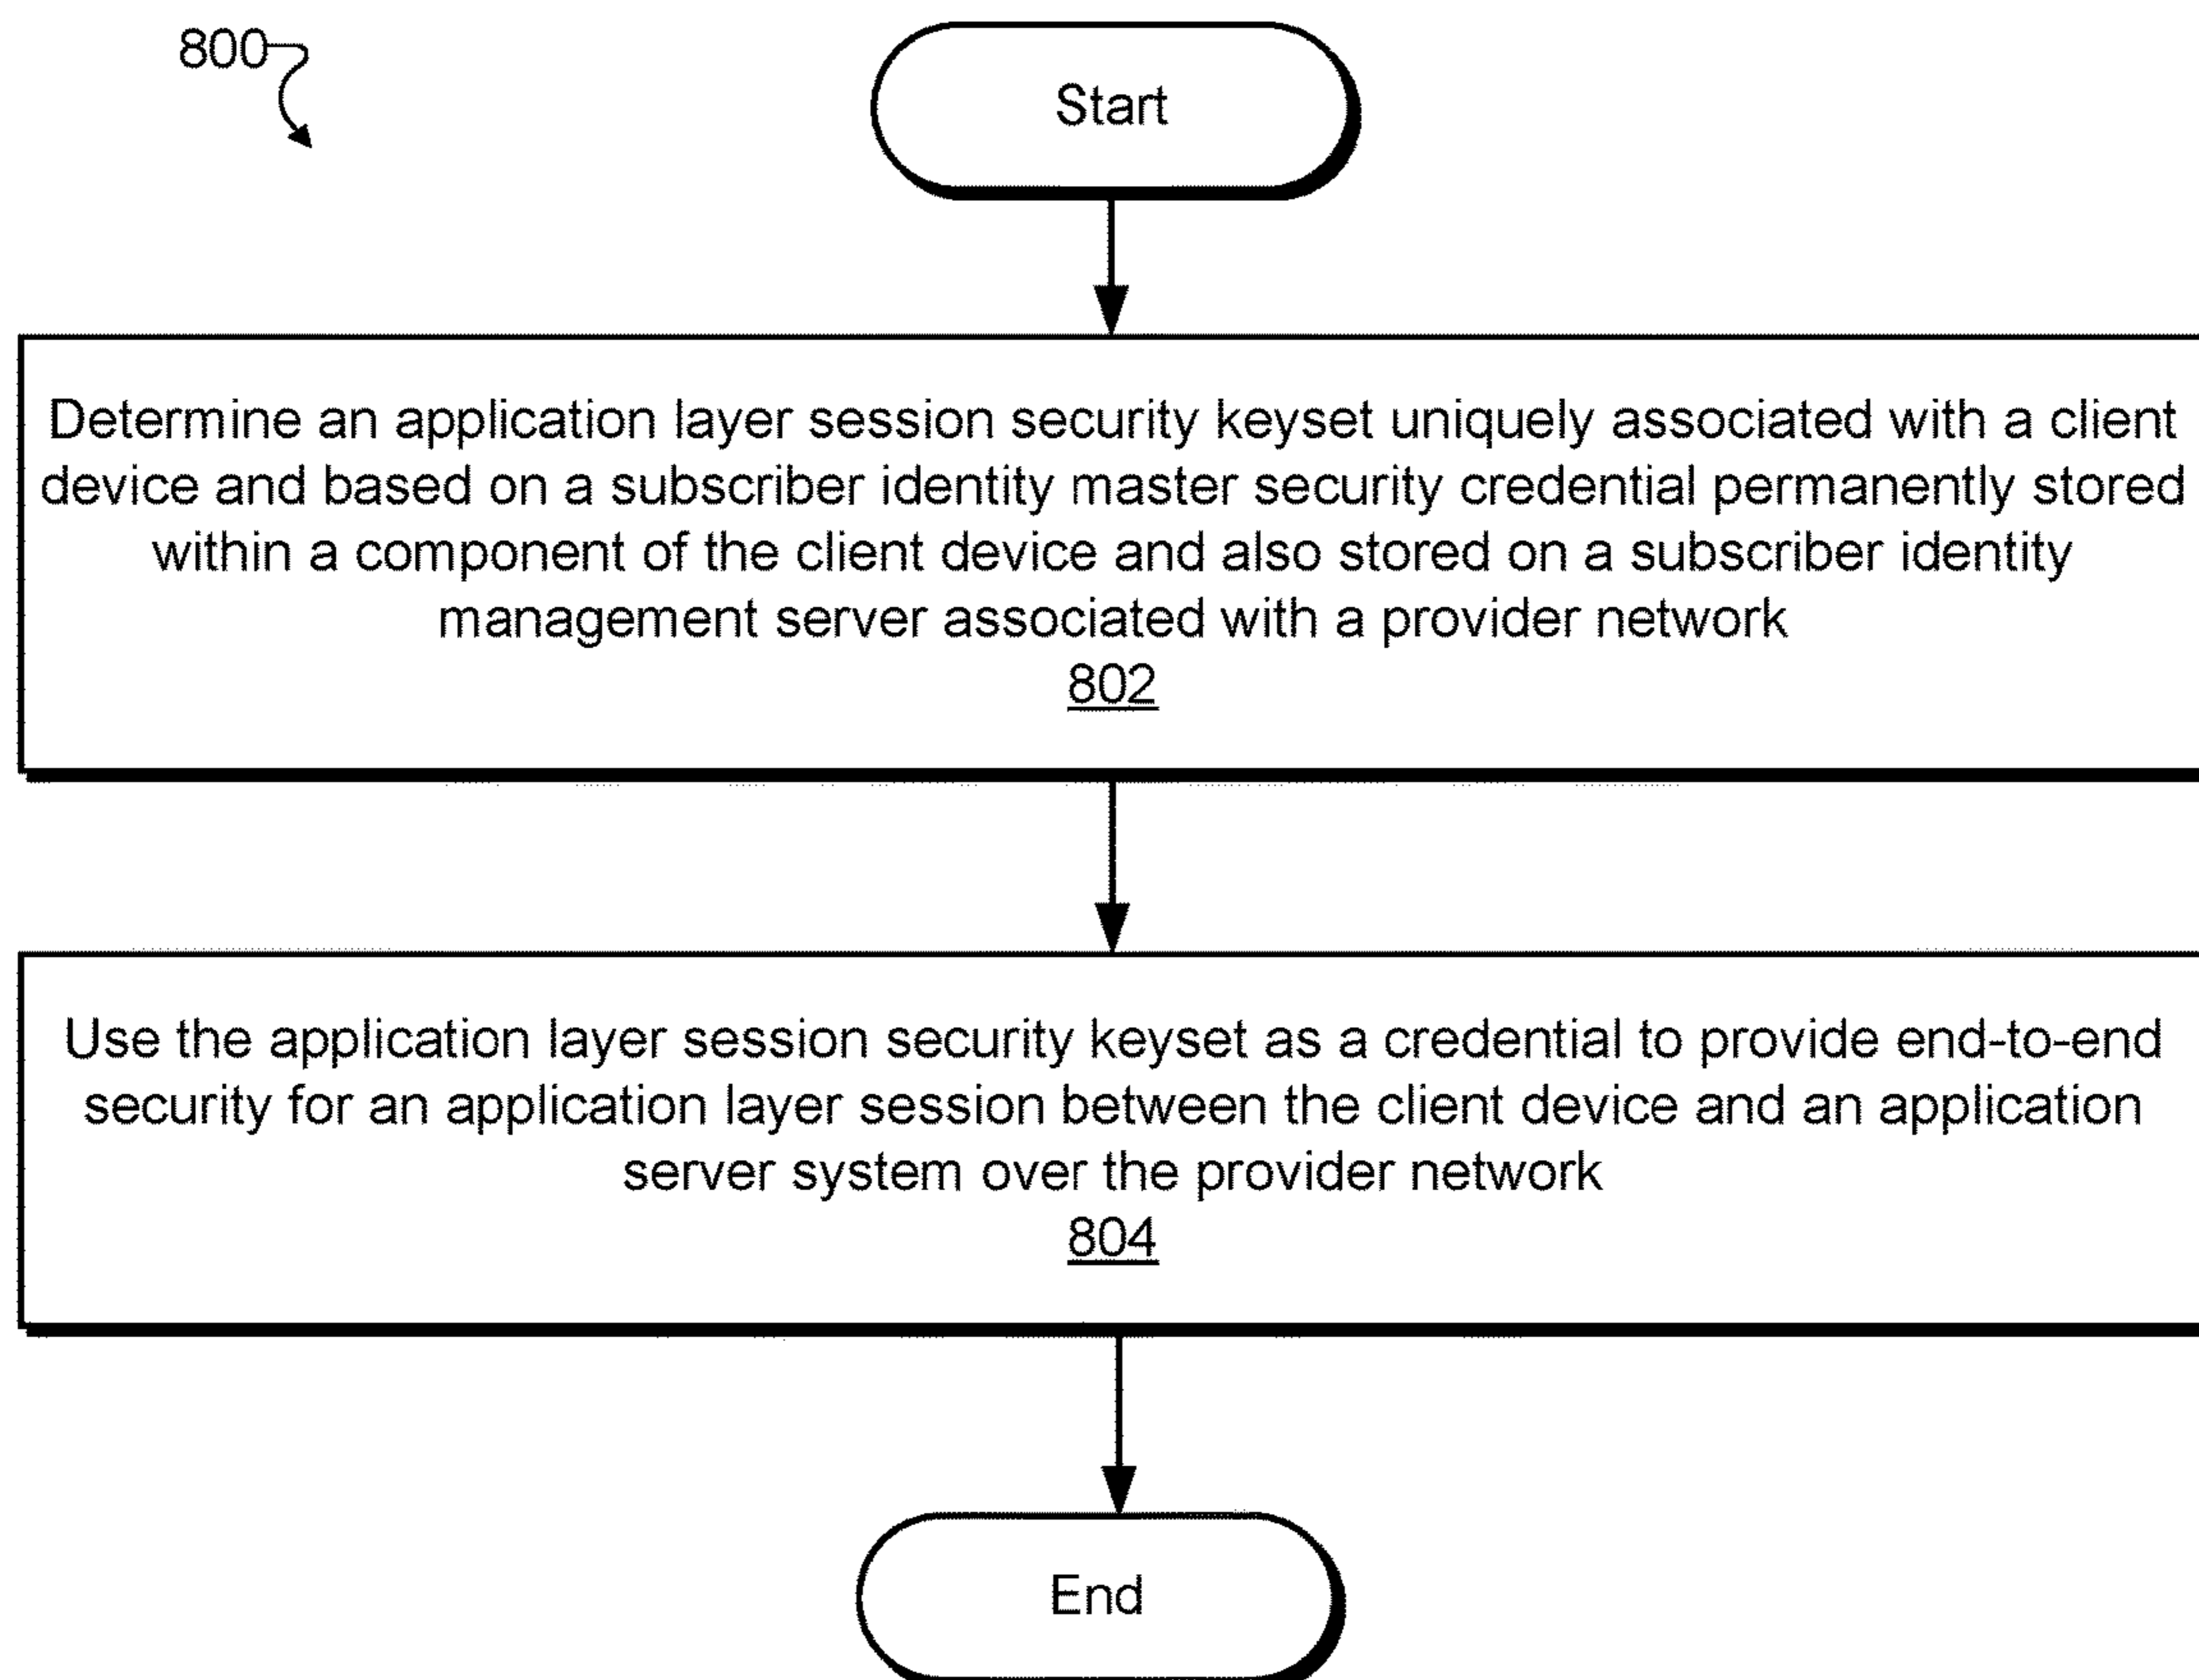 800
Start
Determine an application layer session security keyset uniquely associated with a client
device and based on a subscriber identity master security credential permanently stored
within a component of the client device and also stored on a subscriber identity
management server associated with a provider network
802
Use the application layer session security keyset as a credential to provide end-to-end
security for an application layer session between the client device and an application
server system over the provider network
804
End